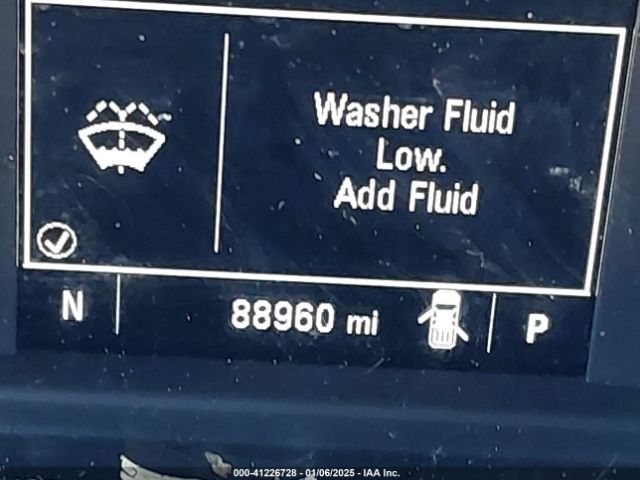 Washer Fluid
Low.
Add Fluid
N 88960 mi P
000-41226728 - 01/06/2025 - IAA Inc.